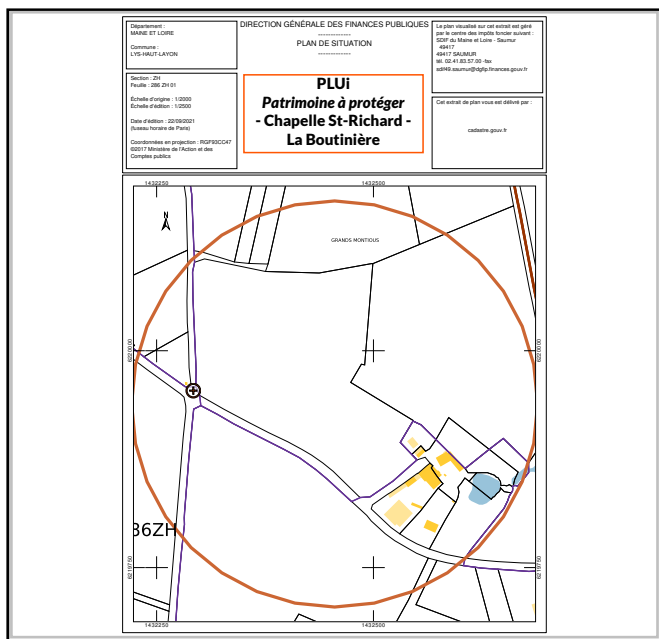 Département :
MAINE ET LOIRE
Commune :
LYS-HAUT-LAYON
Section : ZH
Feuille : 286 ZH 01
Échelle d'origine : 1/2000
Échelle d'édition : 1/2500
Date d'édition : 22/09/2021
(fuseau horaire de Paris)
Coordonnées en projection : RGF93CC47
©2017 Ministère de l'Action et des
Comptes publics
DIRECTION GÉNÉRALE DES FINANCES PUBLIQUES
-------------
PLAN DE SITUATION
-------------
PLUi
Patrimoine à protéger
- Chapelle St-Richard -
La Boutinière
Le plan visualisé sur cet extrait est géré
par le centre des impôts foncier suivant :
SDIF du Maine et Loire - Saumur
49417
49417 SAUMUR
tél. 02.41.83.57.00 -fax
sdif49.saumur@dgfip.finances.gouv.fr
Cet extrait de plan vous est délivré par :
cadastre.gouv.fr
1432250
1432500
N
GRANDS MONTIOUS
6220000
6220000
36ZH
6219750
6219750
1432250
1432500